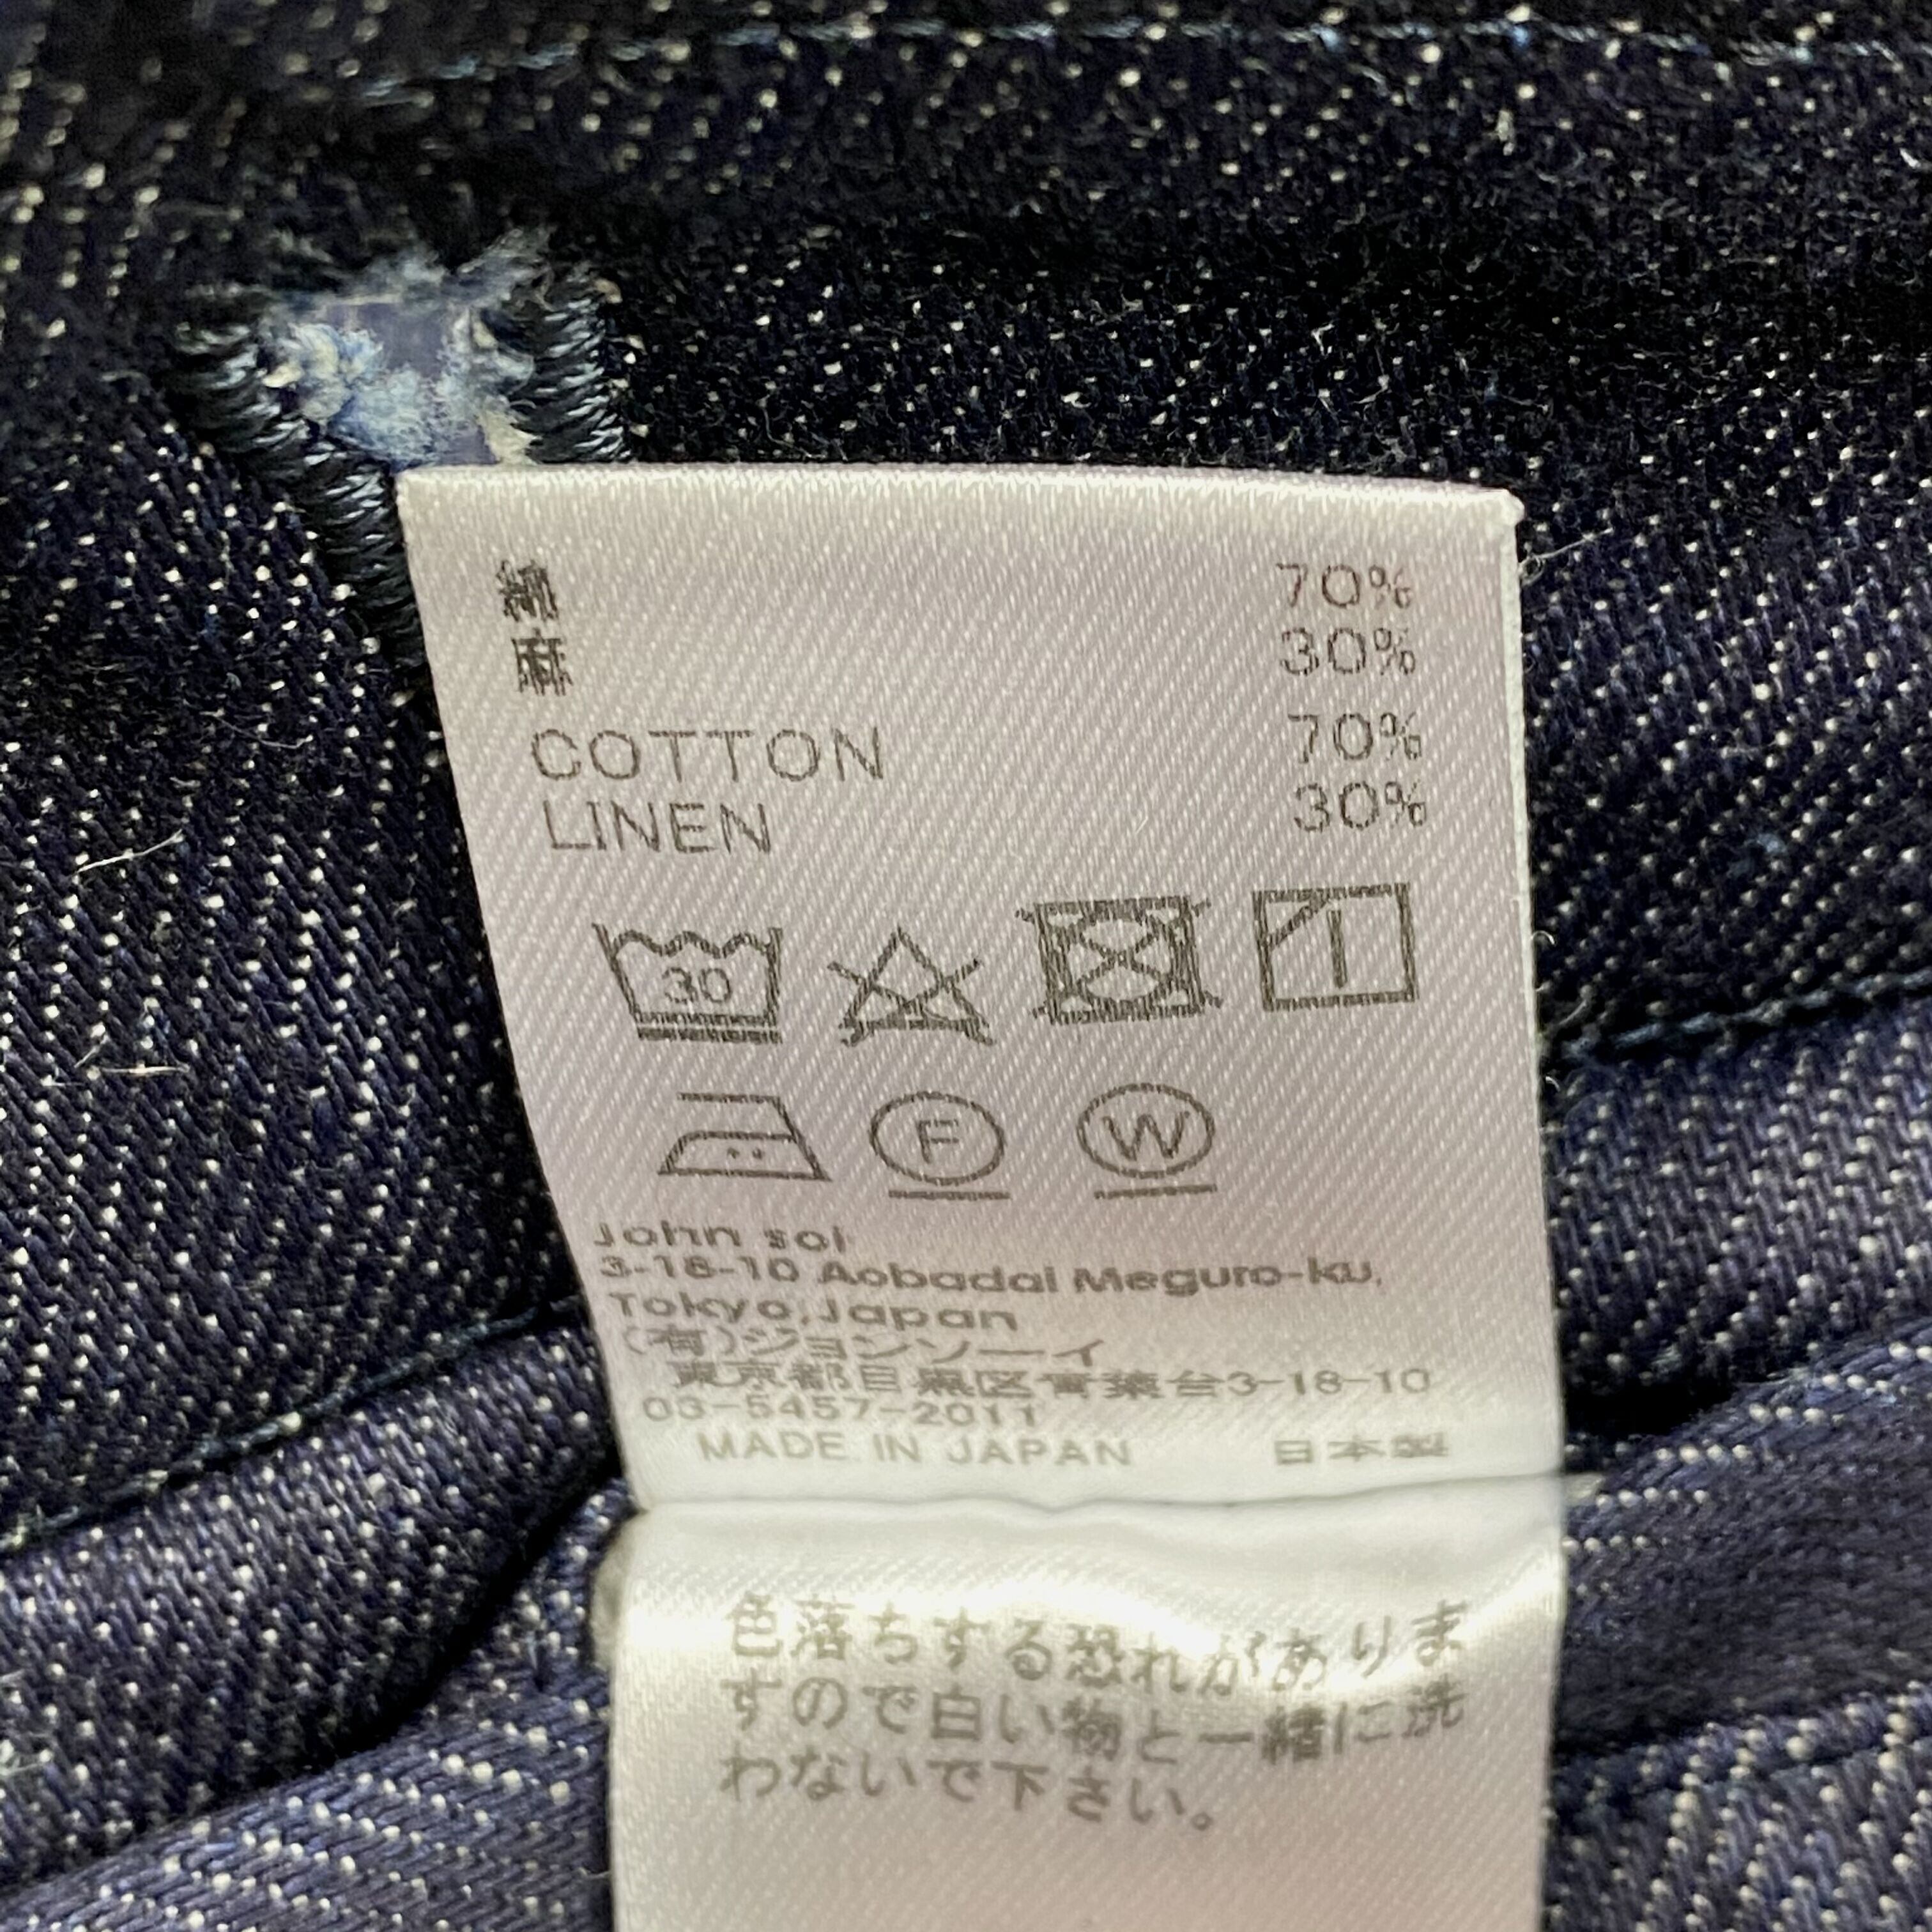 綿 70%
麻 30%
COTTON 70%
LINEN 30%
30
F W
John soi
3-18-10 Aobadai Meguro-ku,
Tokyo,Japan
(有)ジョンソーイ
東京都目黒区青葉台3-18-10
03-5457-2011
MADE IN JAPAN 日本製
色落ちする恐れがありま
すので白い物と一緒に洗
わないで下さい。